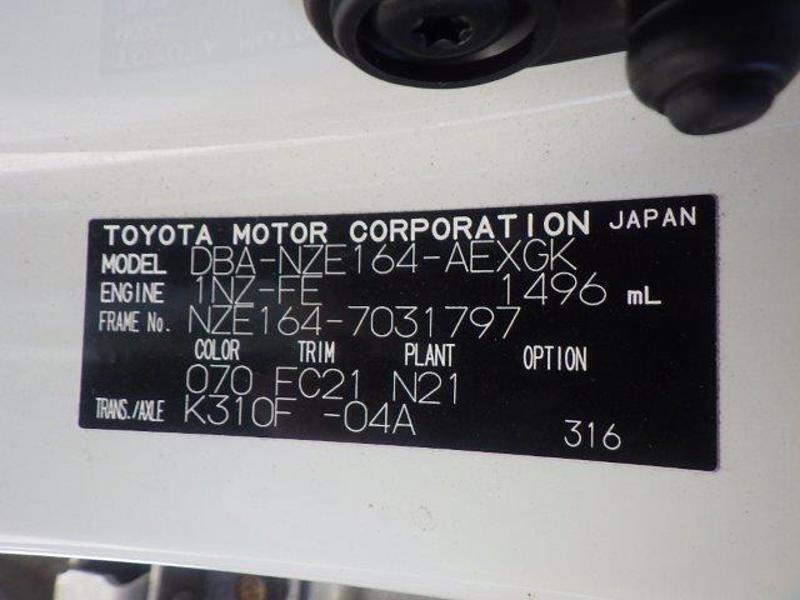 TOYOTA MOTOR CORPORATION JAPAN
MODEL DBA-NZE164-AEXGK
ENGINE 1NZ-FE 1496 mL
FRAME No. NZE164-7031797
COLOR TRIM PLANT OPTION
070 FC21 N21
TRANS./AXLE K310F -04A
316